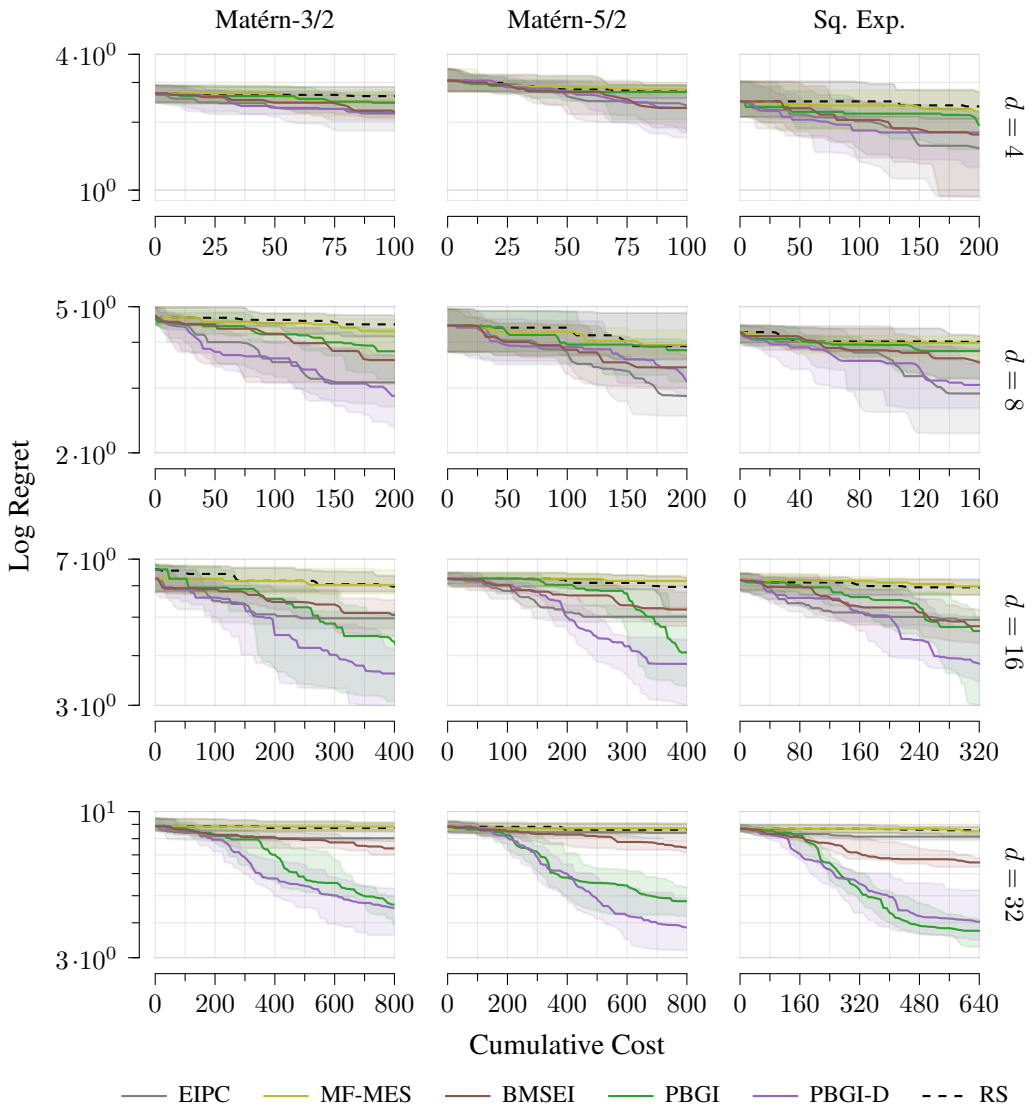 Matérn-3/2 Matérn-5/2 Sq. Exp.
4·10⁰
10⁰
0 25 50 75 100 0 25 50 75 100 0 50 100 150 200
d = 4
5·10⁰
2·10⁰
0 50 100 150 200 0 50 100 150 200 0 40 80 120 160
d = 8
Log Regret
7·10⁰
3·10⁰
0 100 200 300 400 0 100 200 300 400 0 80 160 240 320
d = 16
10¹
3·10⁰
0 200 400 600 800 0 200 400 600 800 0 160 320 480 640
d = 32
Cumulative Cost
EIPC MF-MES BMSEI PBGI PBGI-D RS